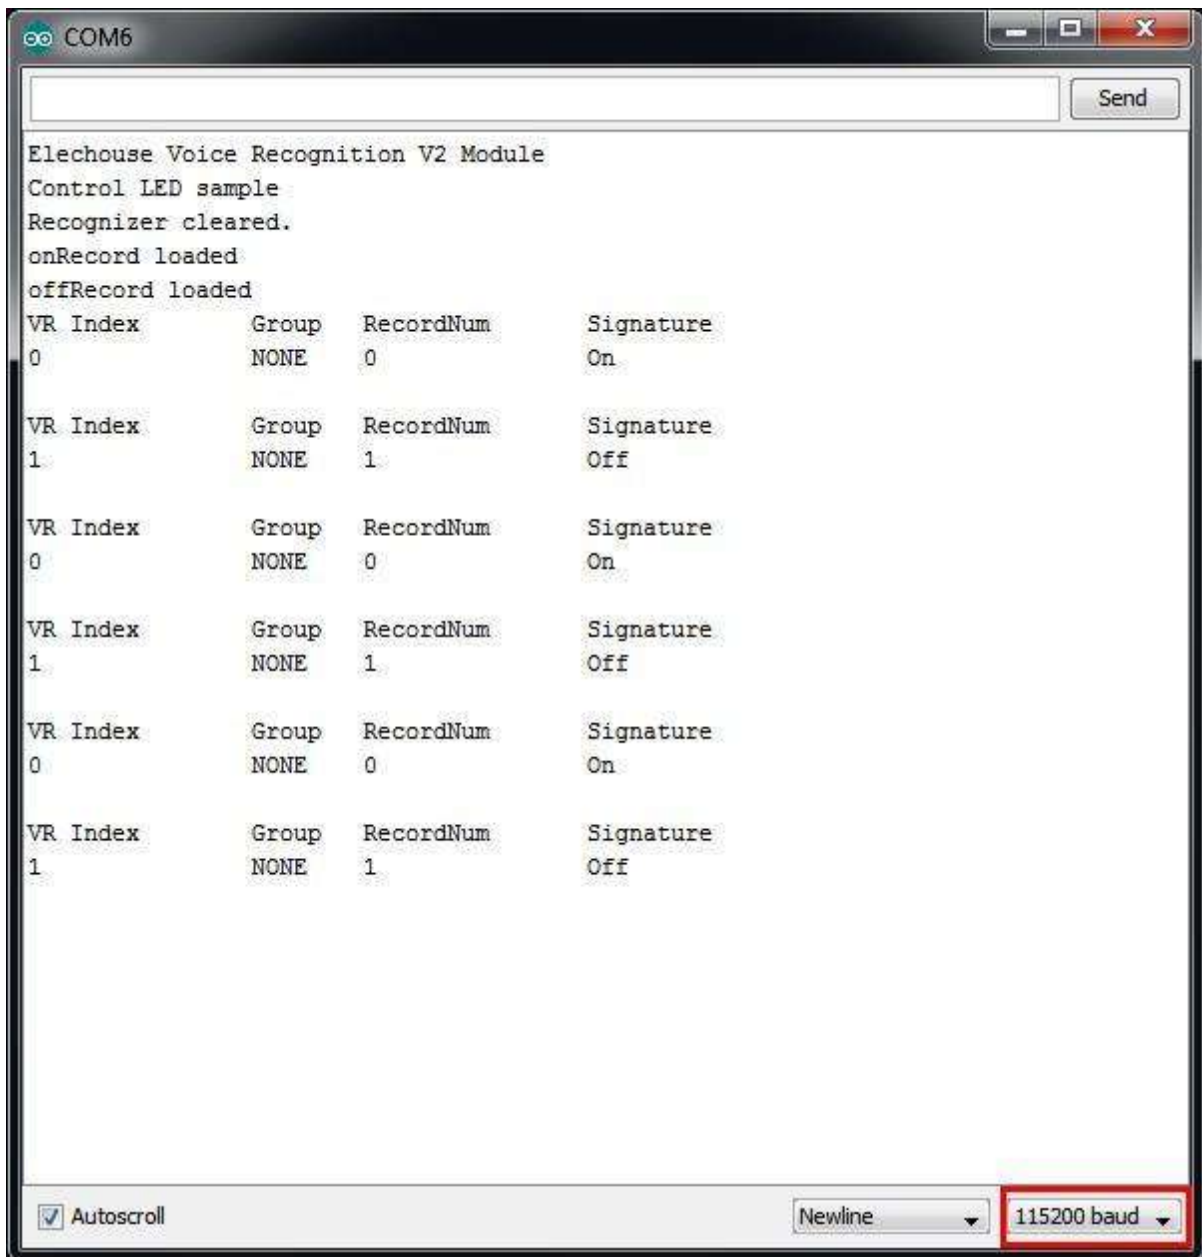 COM6
Send
Elechouse Voice Recognition V2 Module
Control LED sample
Recognizer cleared.
onRecord loaded
offRecord loaded
VR Index Group RecordNum Signature
0 NONE 0 On
VR Index Group RecordNum Signature
1 NONE 1 Off
VR Index Group RecordNum Signature
0 NONE 0 On
VR Index Group RecordNum Signature
1 NONE 1 Off
VR Index Group RecordNum Signature
0 NONE 0 On
VR Index Group RecordNum Signature
1 NONE 1 Off
Autoscroll Newline 115200 baud